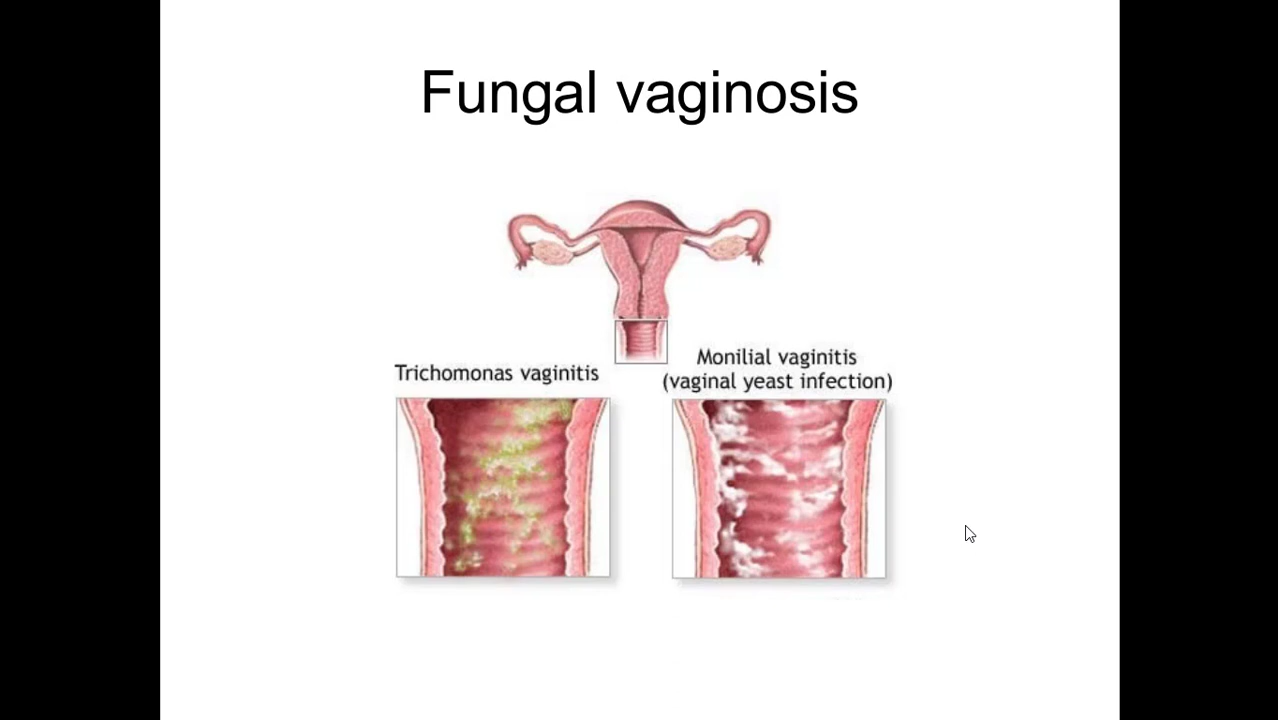 Fungal vaginosis
Trichomonas vaginitis
Monilial vaginitis
(vaginal yeast infection)